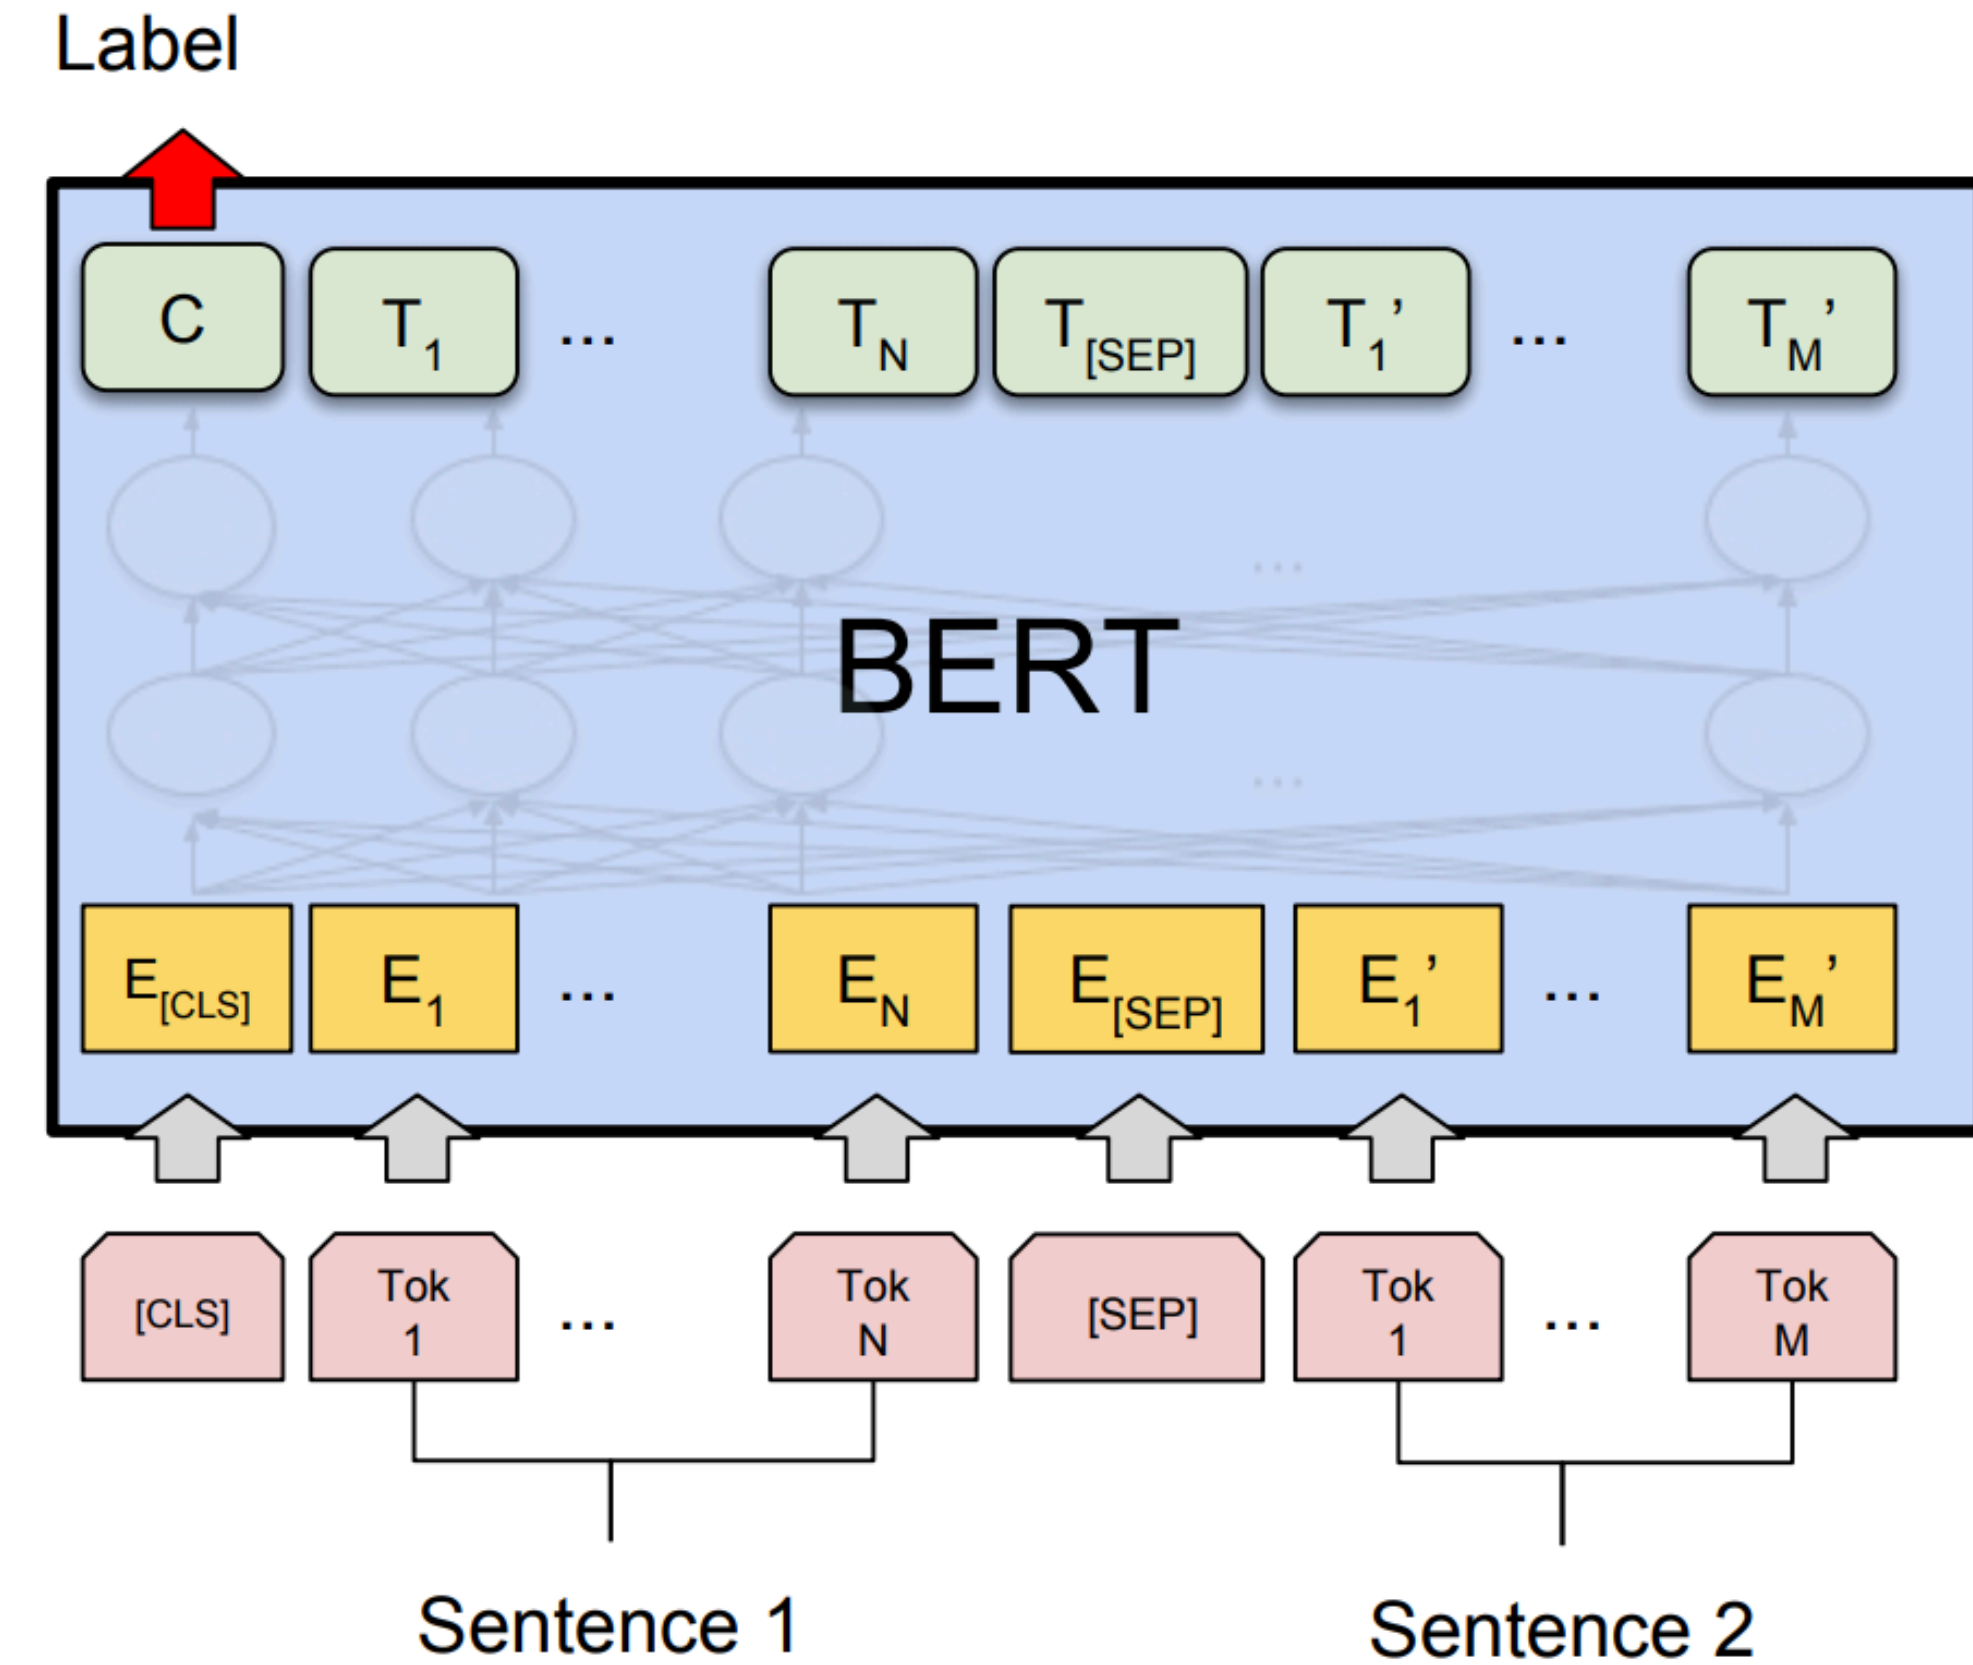 Label
C T1 ... TN T[SEP] T1’ ... TM’
...
BERT
...
E[CLS] E1 ... EN E[SEP] E1’ ... EM’
[CLS] Tok 1 ... Tok N [SEP] Tok 1 ... Tok M
Sentence 1 Sentence 2